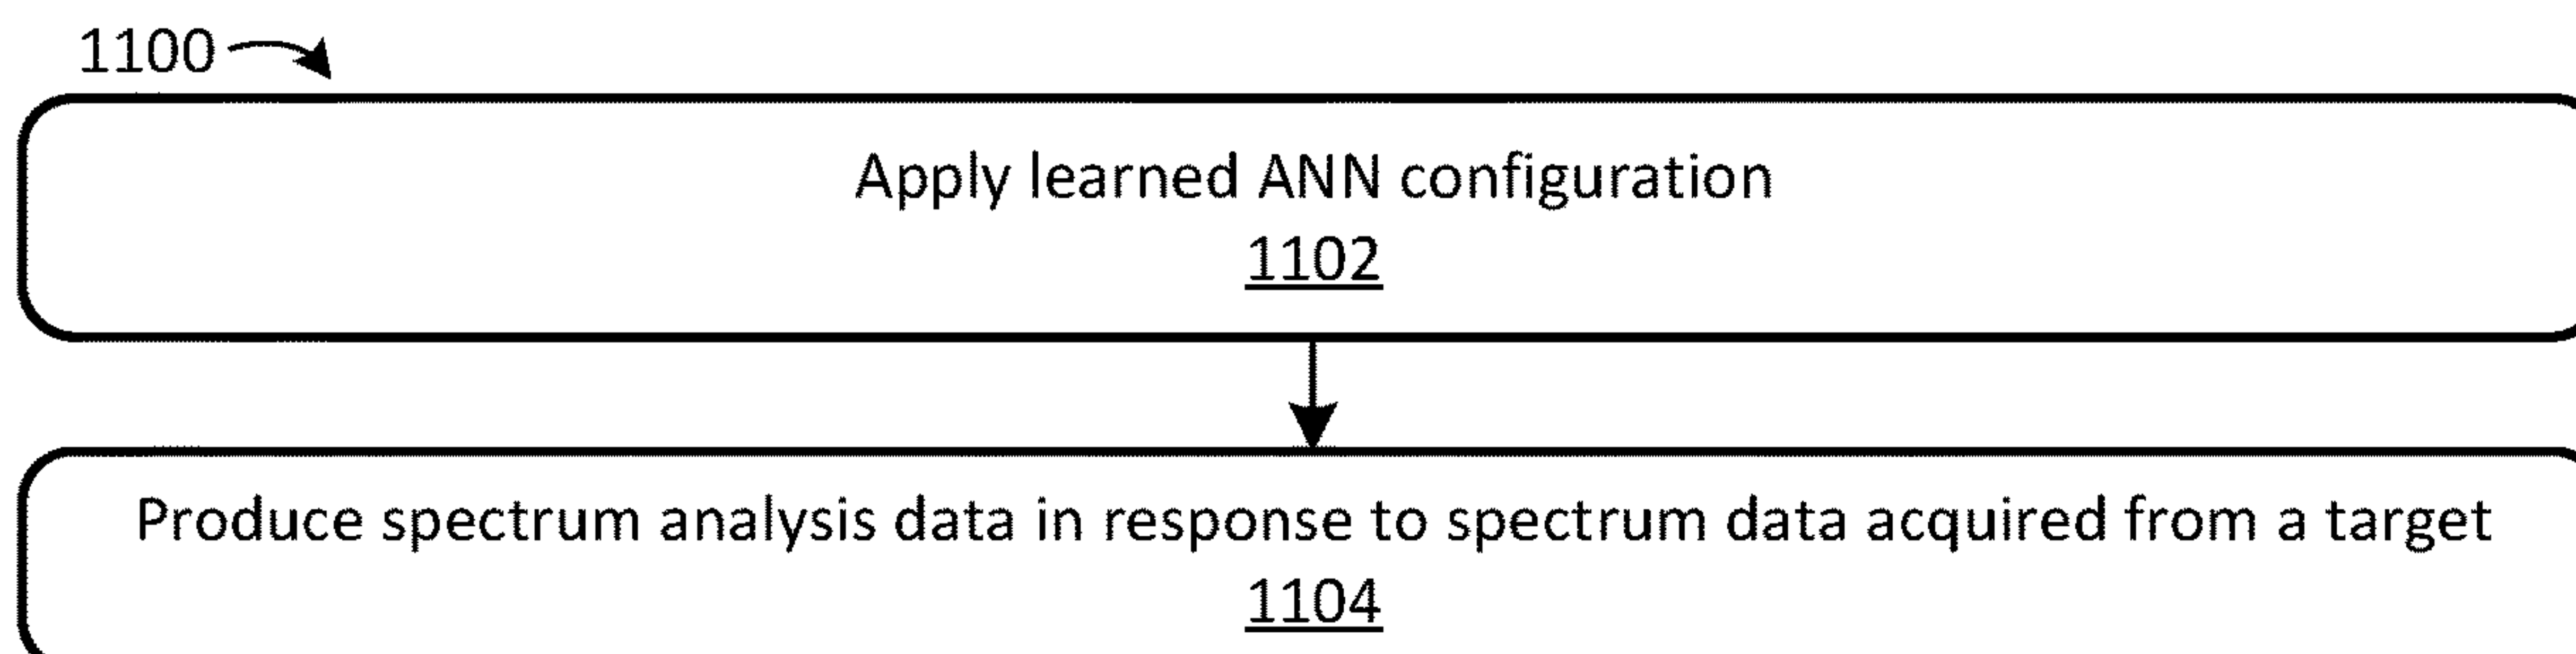 1100
Apply learned ANN configuration
1102
Produce spectrum analysis data in response to spectrum data acquired from a target
1104